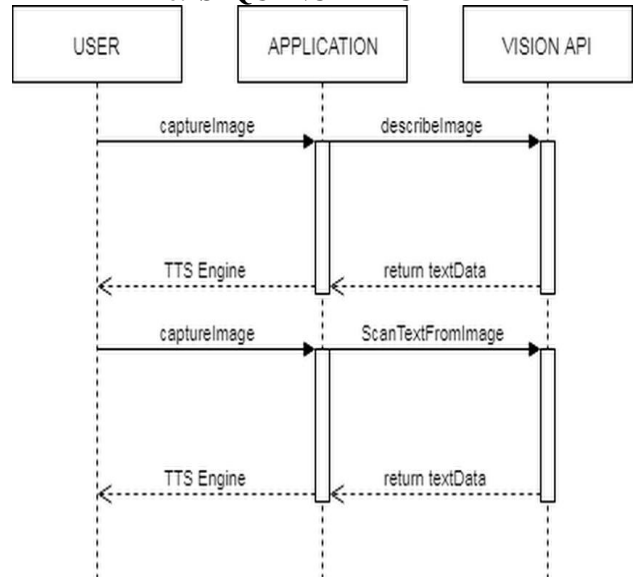 USER APPLICATION VISION API
captureImage describeImage
TTS Engine return textData
captureImage ScanTextFromImage
TTS Engine return textData